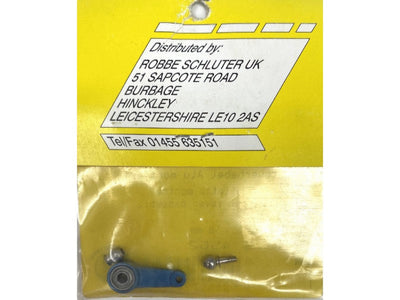 Distributed by:
ROBBE SCHLUTER UK
51 SAPCOTE ROAD
BURBAGE
HINCKLEY
LEICESTERSHIRE LE10 2AS
Tel/Fax 01455 635151